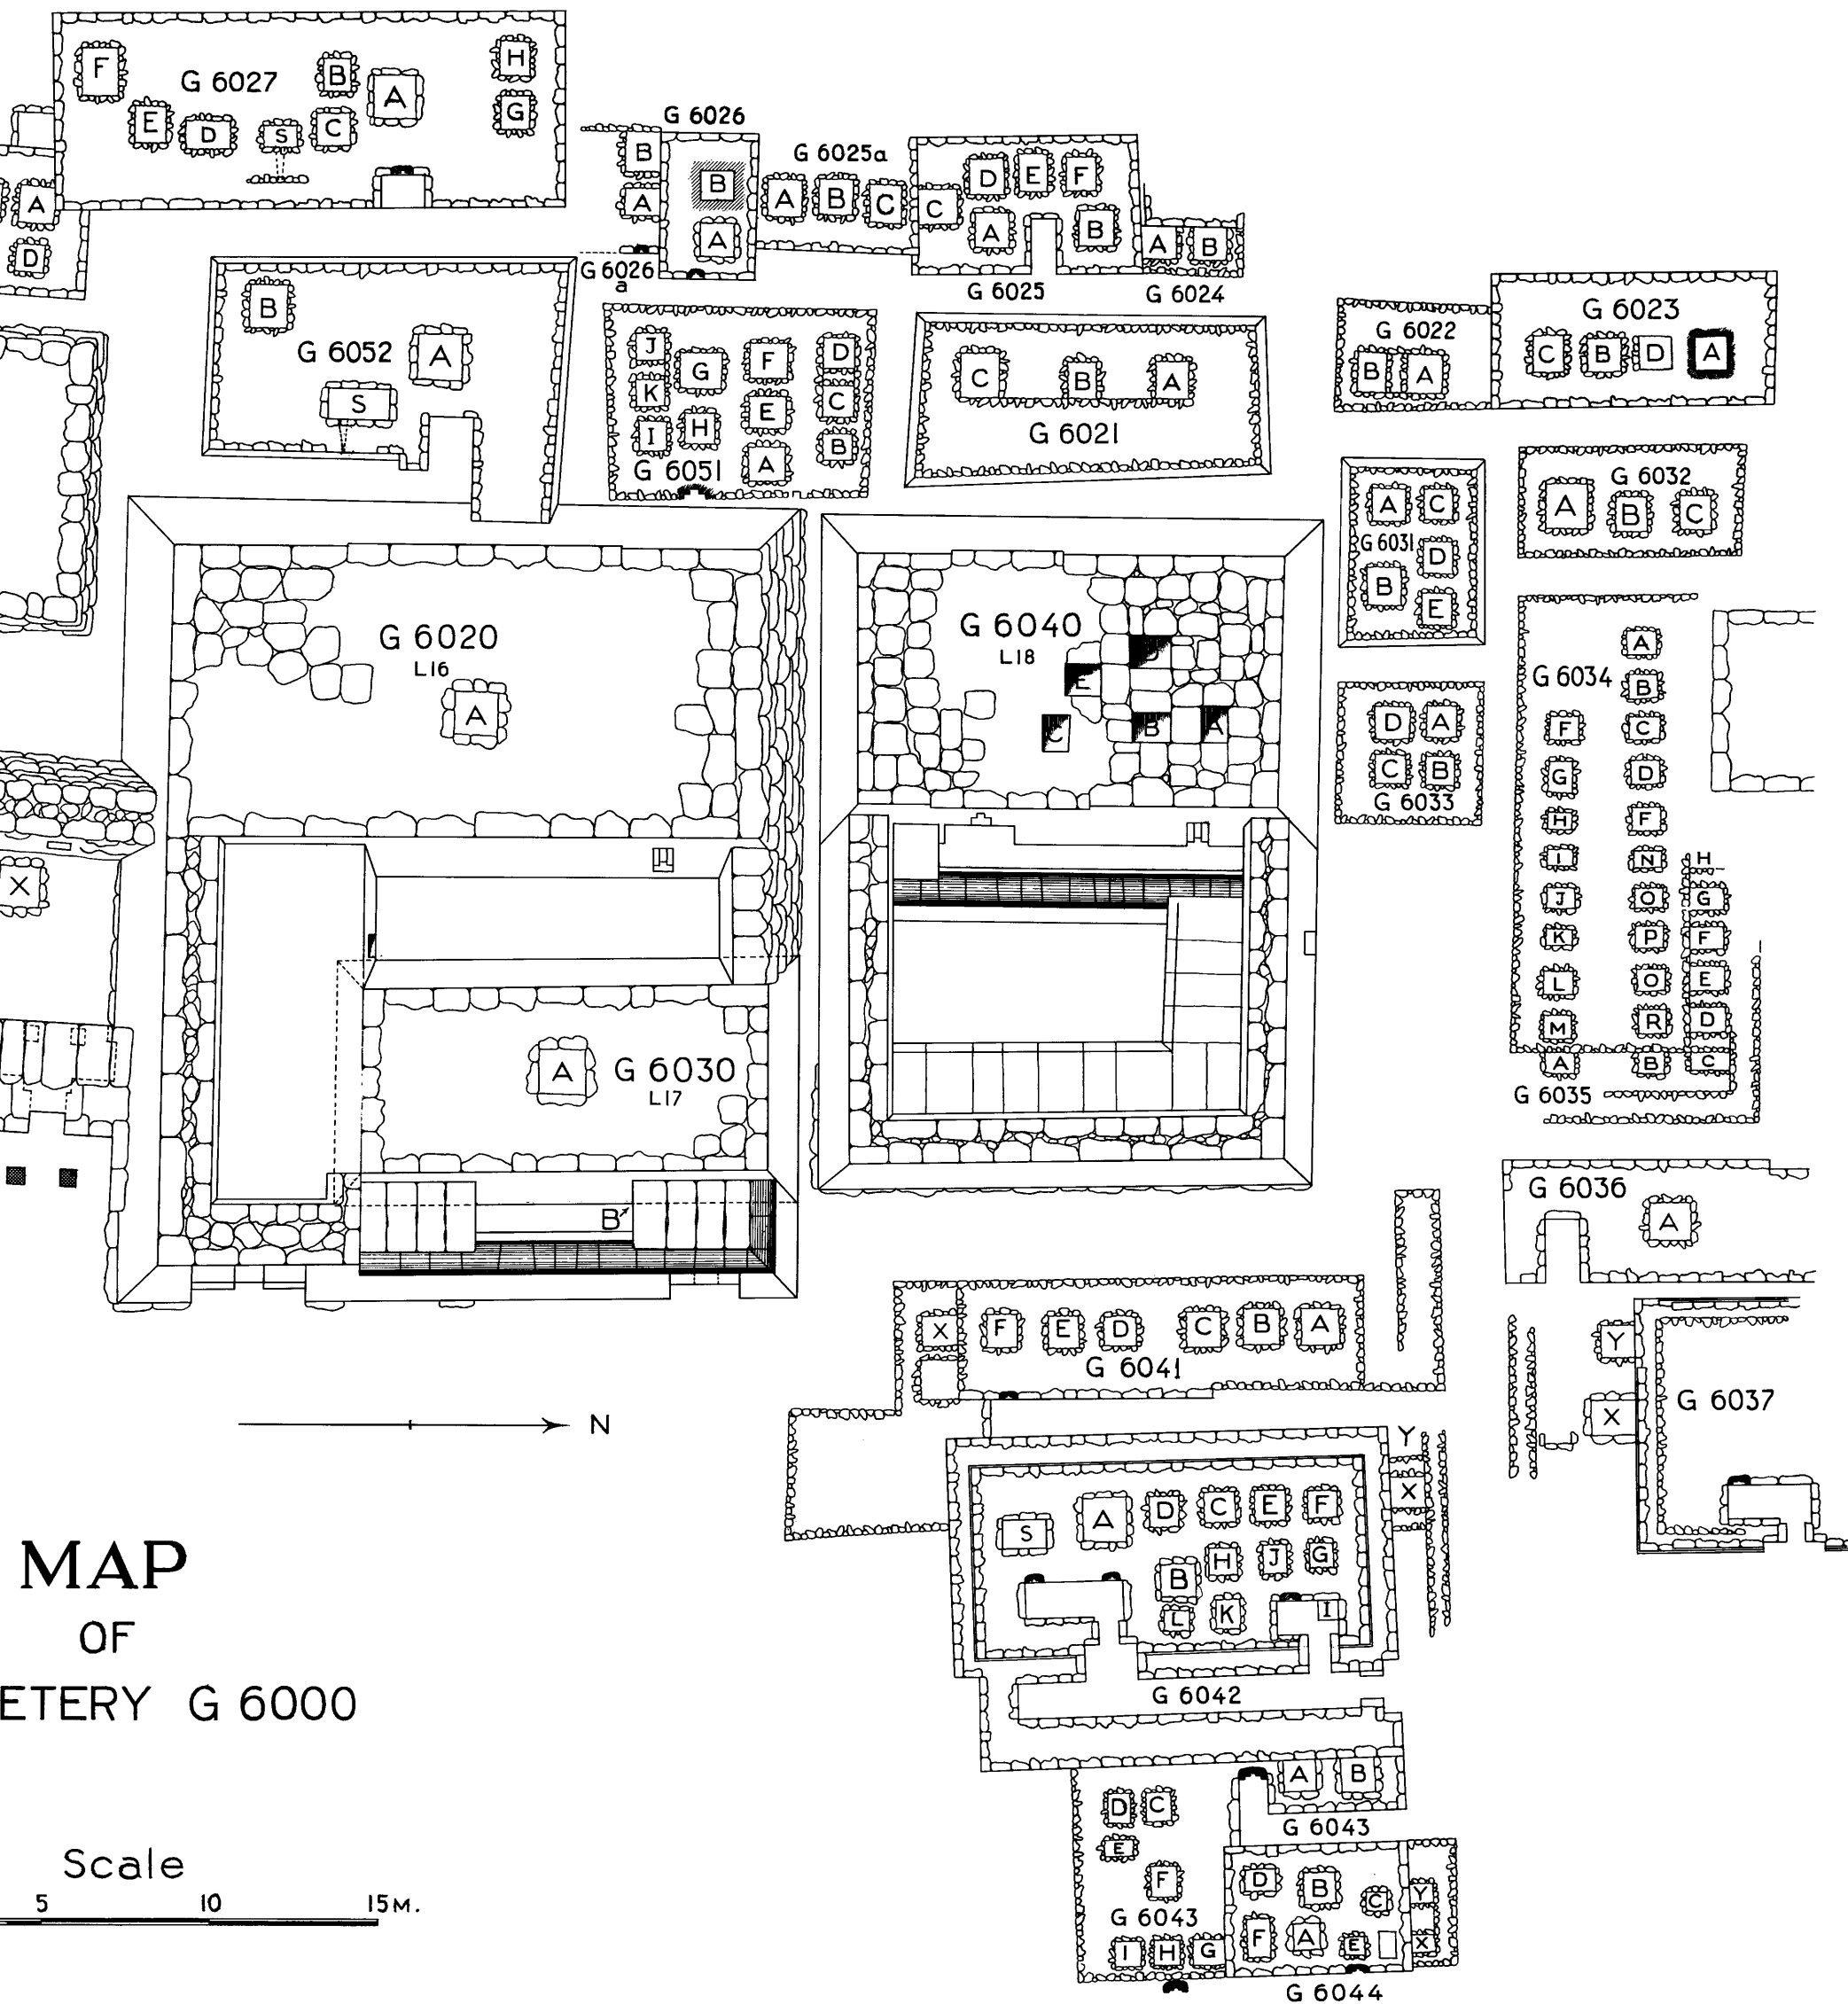 F
G 6027
B
A
H
E
D
S
C
G
A
D
G 6026
B
A
B
A
G 6026
a
G 6025a
A
B
C
C
D
E
F
A
B
G 6025
A
B
G 6024
B
G 6052
A
S
J
G
F
D
K
E
C
I
H
A
B
G 6051
C
B
A
G 6021
G 6022
B
A
G 6023
C
B
D
A
A
C
G 6031
D
B
E
G 6032
A
B
C
G 6020
L16
A
G 6040
L18
D
E
C
B
A
D
A
C
B
G 6033
A
G 6034
B
F
C
G
D
H
F
I
N
H
J
O
G
K
P
F
L
O
E
M
R
D
A
B
C
G 6035
X
A
G 6030
L17
B
G 6036
A
X
F
E
D
C
B
A
G 6041
Y
X
G 6037
N
Y
X
S
A
D
C
E
F
B
H
J
G
L
K
I
G 6042
MAP
OF
ETERY G 6000
A
B
G 6043
D
C
E
F
G 6043
I
H
G
D
B
C
Y
F
A
E
X
G 6044
Scale
5 10 15 M.